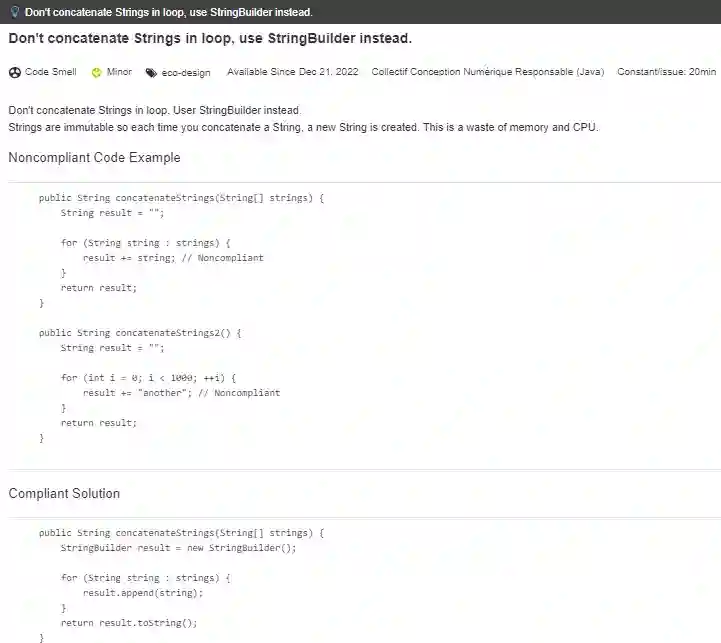 Don't concatenate Strings in loop, use StringBuilder instead.
Don't concatenate Strings in loop, use StringBuilder instead.
Code Smell Minor eco-design Available Since Dec 21, 2022 Collectif Conception Numérique Responsable (Java) Constant/issue: 20min
Don't concatenate Strings in loop. User StringBuilder instead.
Strings are immutable so each time you concatenate a String, a new String is created. This is a waste of memory and CPU.
Noncompliant Code Example
public String concatenateStrings(String[] strings) {
String result = "";
for (String string : strings) {
result += string; // Noncompliant
}
return result;
}
public String concatenateStrings2() {
String result = "";
for (int i = 0; i < 1000; ++i) {
result += "another"; // Noncompliant
}
return result;
}
Compliant Solution
public String concatenateStrings(String[] strings) {
StringBuilder result = new StringBuilder();
for (String string : strings) {
result.append(string);
}
return result.toString();
}